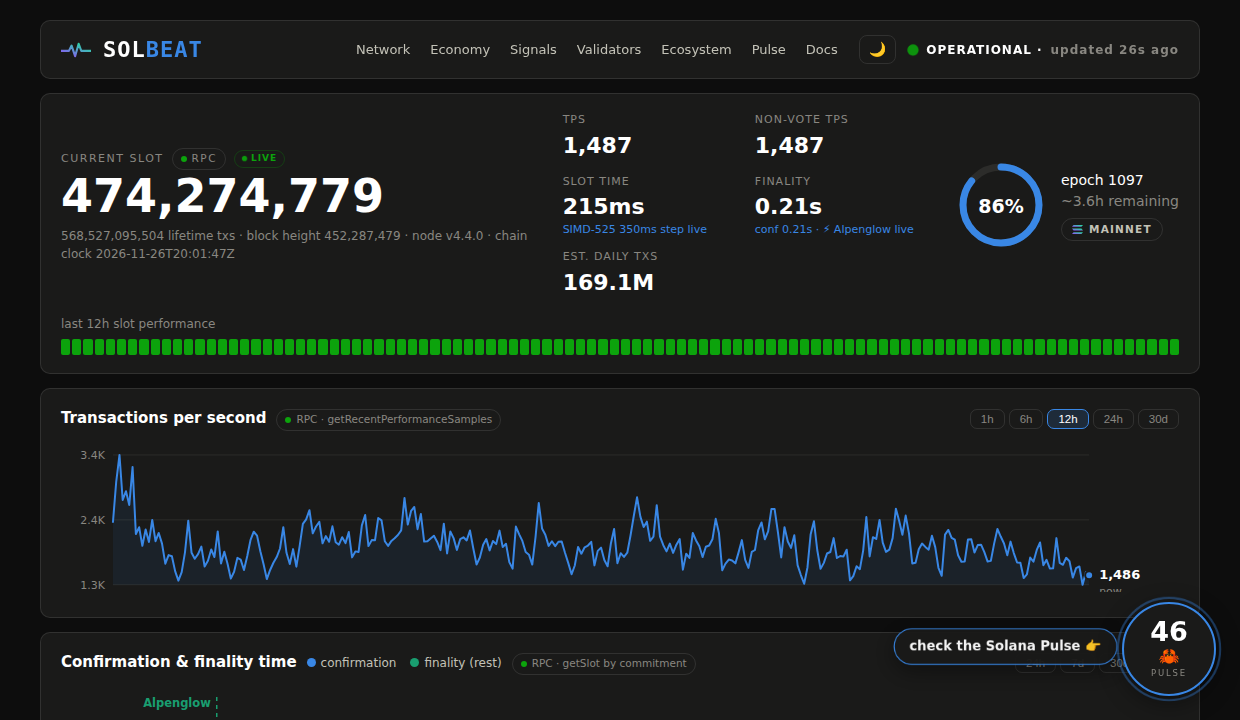 SOLBEAT
Network Economy Signals Validators Ecosystem Pulse Docs
OPERATIONAL · updated 26s ago
CURRENT SLOT RPC LIVE
474,274,779
568,527,095,504 lifetime txs · block height 452,287,479 · node v4.4.0 · chain
clock 2026-11-26T20:01:47Z
TPS
1,487
NON-VOTE TPS
1,487
SLOT TIME
215ms
SIMD-525 350ms step live
FINALITY
0.21s
conf 0.21s · ⚡ Alpenglow live
EST. DAILY TXS
169.1M
86%
epoch 1097
~3.6h remaining
MAINNET
last 12h slot performance
Transactions per second RPC · getRecentPerformanceSamples
1h 6h 12h 24h 30d
3.4K
2.4K
1.3K
1,486
now
Confirmation & finality time confirmation finality (rest) RPC · getSlot by commitment
Alpenglow
check the Solana Pulse 👉
46
PULSE